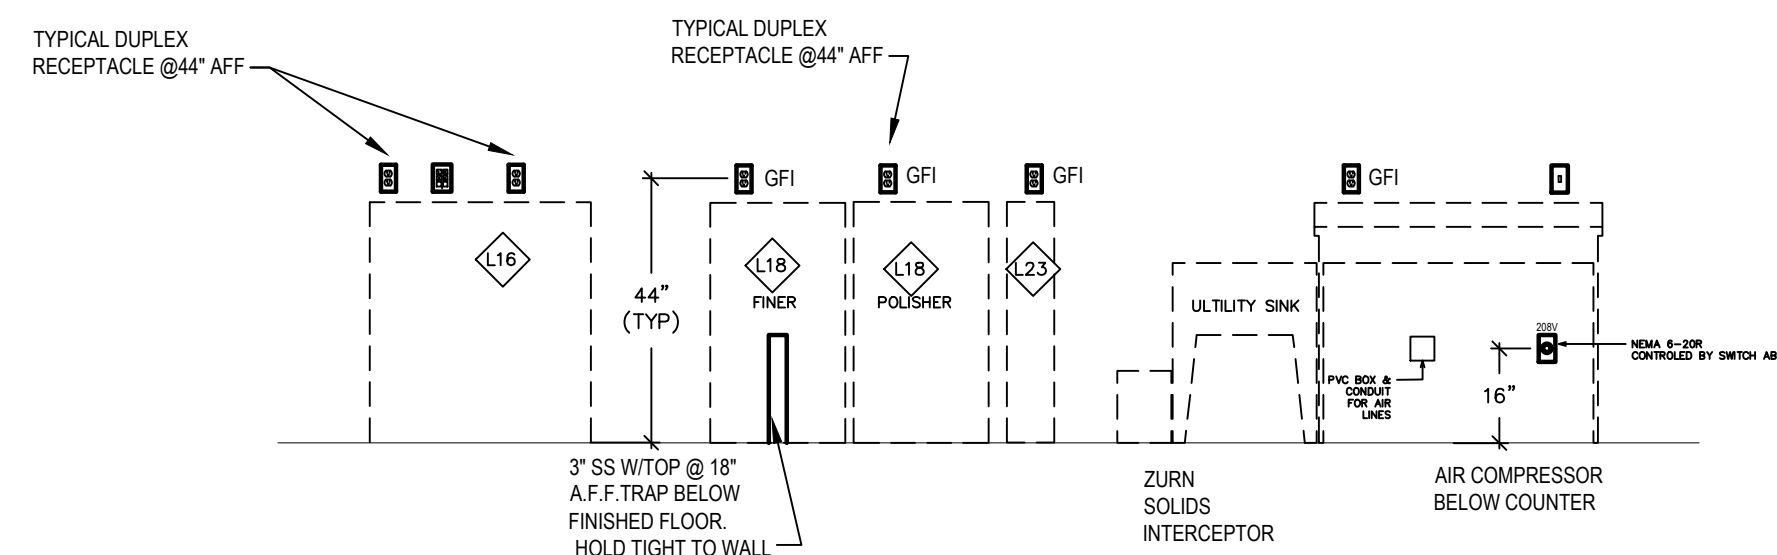 TYPICAL DUPLEX
RECEPTACLE @44" AFF
TYPICAL DUPLEX
RECEPTACLE @44" AFF
GFI
GFI
GFI
GFI
L16
L18
FINER
L18
POLISHER
L23
44"
(TYP)
ULTILITY SINK
208V
NEMA 6-20R
CONTROLED BY SWITCH AB
PVC BOX &
CONDUIT
FOR AIR
LINES
16"
3" SS W/TOP @ 18"
A.F.F.TRAP BELOW
FINISHED FLOOR.
HOLD TIGHT TO WALL
ZURN
SOLIDS
INTERCEPTOR
AIR COMPRESSOR
BELOW COUNTER